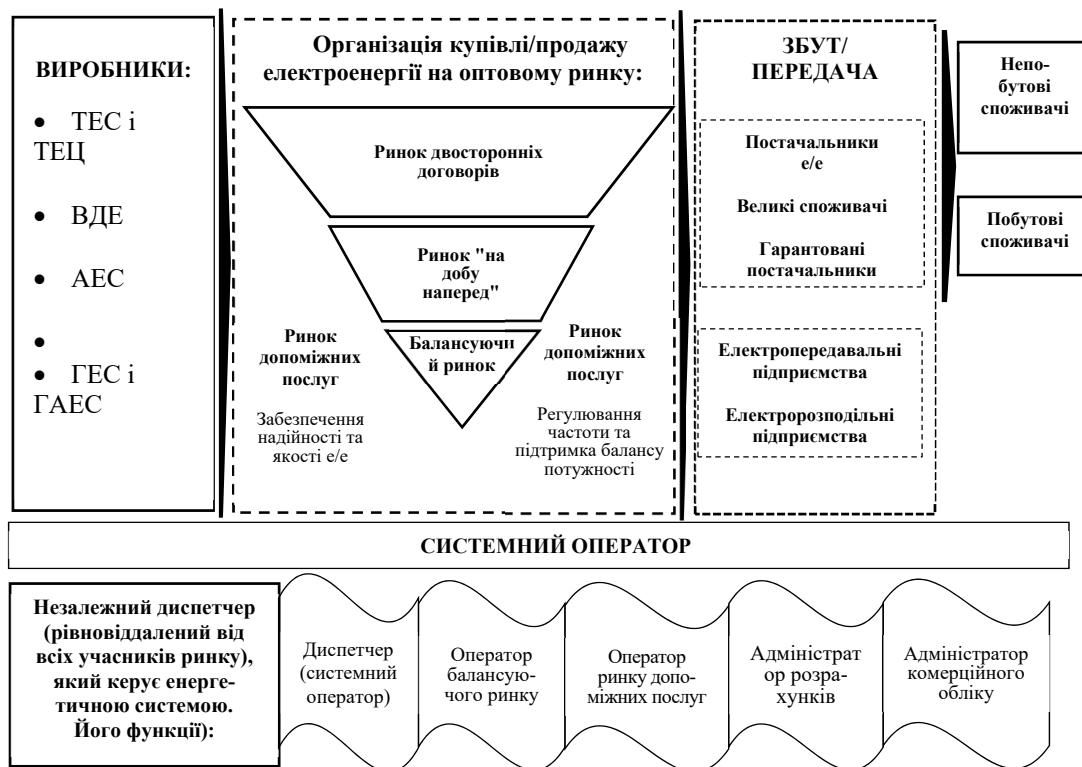 ВИРОБНИКИ:
• ТЕС і
ТЕЦ
• ВДЕ
• АЕС
•
• ГЕС і
ГАЕС
Організація купівлі/продажу
електроенергії на оптовому ринку:
Ринок двосторонніх
договорів
Ринок "на
добу
наперед"
Балансуючи
й ринок
Ринок
допоміжних
послуг
Забезпечення
надійності та
якості е/е
Ринок
допоміжних
послуг
Регулювання
частоти та
підтримка балансу
потужності
ЗБУТ/
ПЕРЕДАЧА
Постачальники
е/е
Великі споживачі
Гарантовані
постачальники
Електропередавальні
підприємства
Електророзподільні
підприємства
Непо-
бутові
споживачі
Побутові
споживачі
СИСТЕМНИЙ ОПЕРАТОР
Незалежний диспетчер
(рівновіддалений від
всіх учасників ринку),
який керує енерге-
тичною системою.
Його функції):
Диспетчер
(системний
оператор)
Оператор
балансую-
чого ринку
Оператор
ринку допо-
міжних послуг
Адміністрат
ор розра-
хунків
Адміністратор
комерційного
обліку